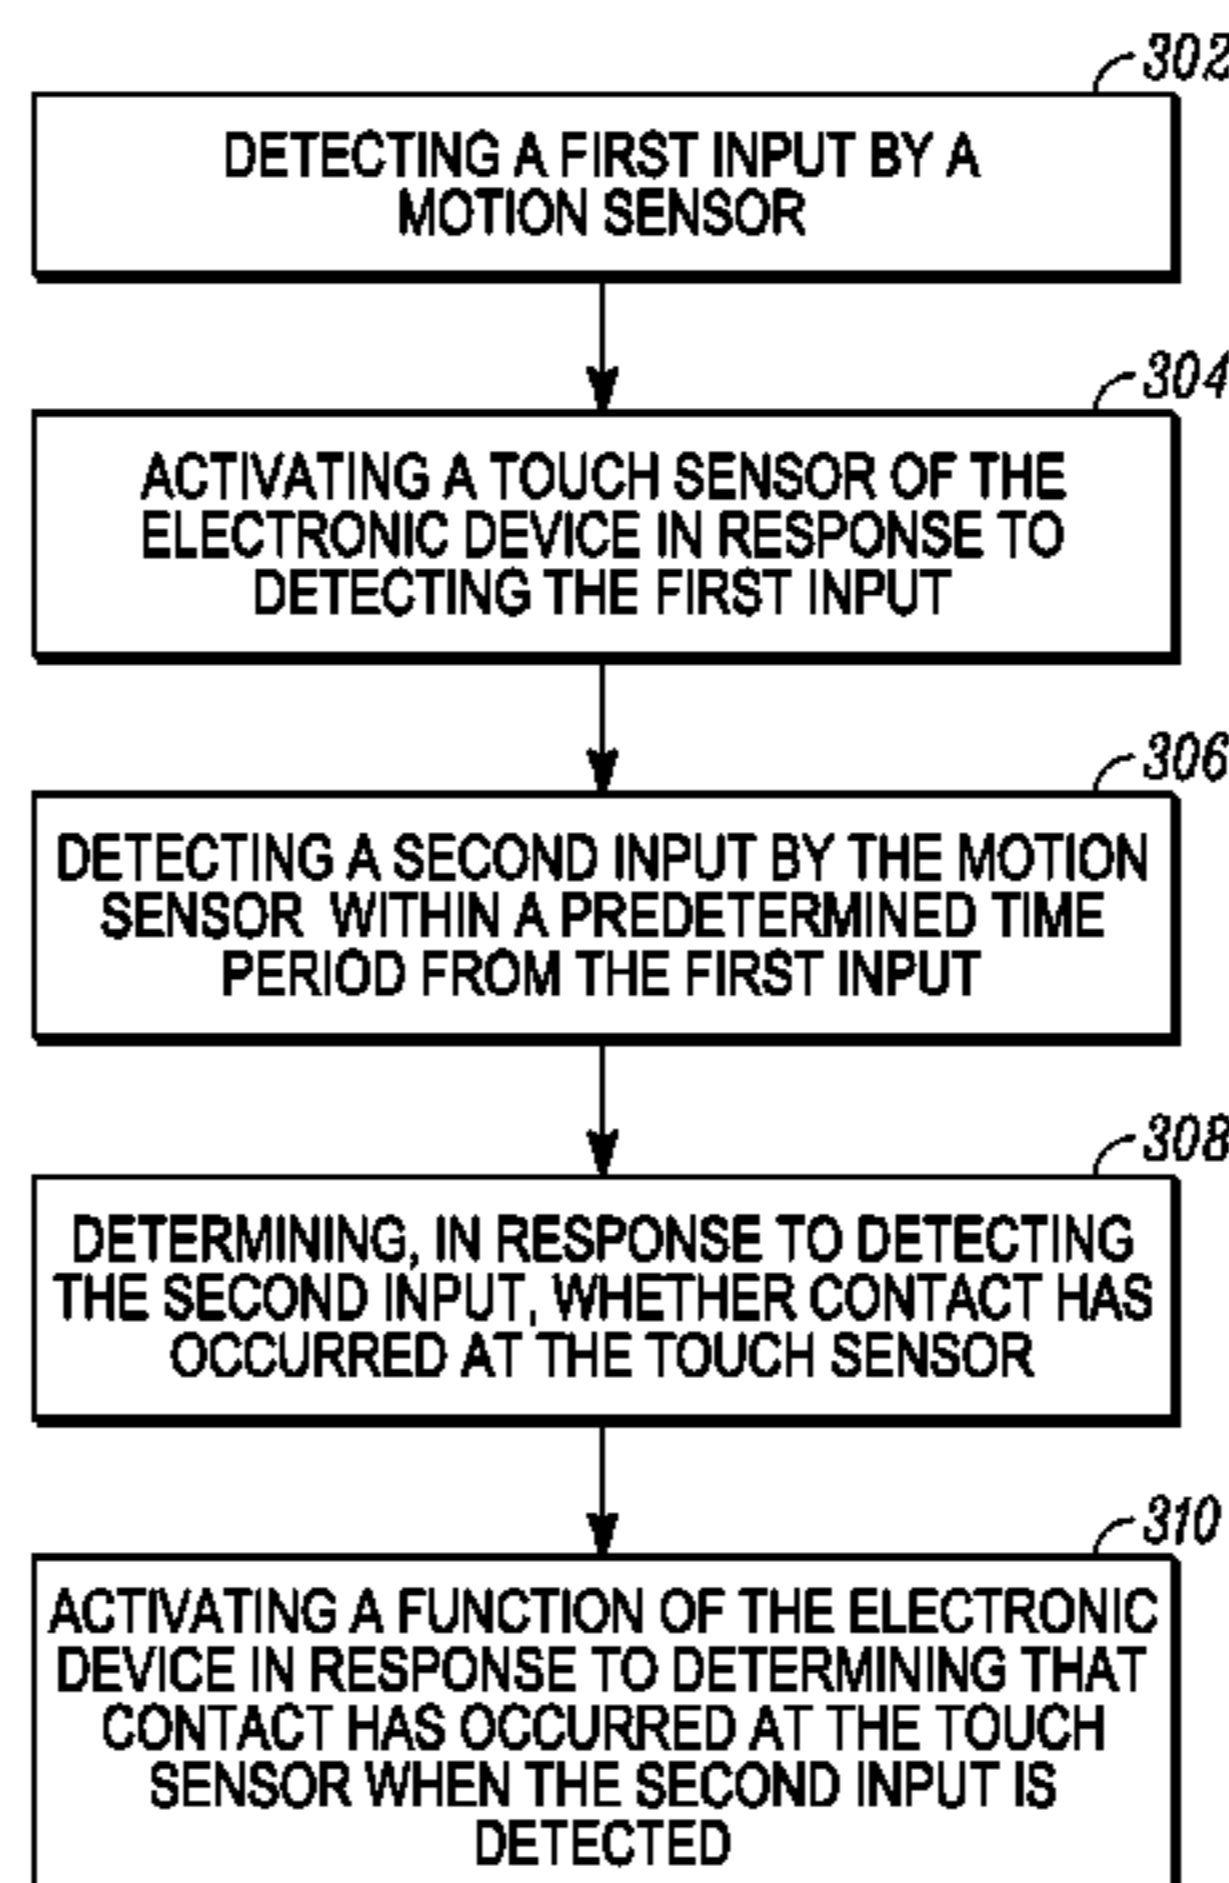 302
DETECTING A FIRST INPUT BY A
MOTION SENSOR
304
ACTIVATING A TOUCH SENSOR OF THE
ELECTRONIC DEVICE IN RESPONSE TO
DETECTING THE FIRST INPUT
306
DETECTING A SECOND INPUT BY THE MOTION
SENSOR WITHIN A PREDETERMINED TIME
PERIOD FROM THE FIRST INPUT
308
DETERMINING, IN RESPONSE TO DETECTING
THE SECOND INPUT, WHETHER CONTACT HAS
OCCURRED AT THE TOUCH SENSOR
310
ACTIVATING A FUNCTION OF THE ELECTRONIC
DEVICE IN RESPONSE TO DETERMINING THAT
CONTACT HAS OCCURRED AT THE TOUCH
SENSOR WHEN THE SECOND INPUT IS
DETECTED